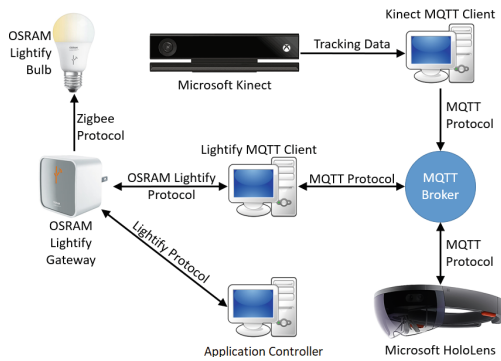 OSRAM
Lightify
Bulb
Kinect MQTT Client
Tracking Data
Microsoft Kinect
Zigbee
Protocol
MQTT
Protocol
Lightify MQTT Client
OSRAM Lightify
Protocol
MQTT Protocol
MQTT
Broker
OSRAM
Lightify
Gateway
Lightify Protocol
MQTT
Protocol
Application Controller
Microsoft HoloLens